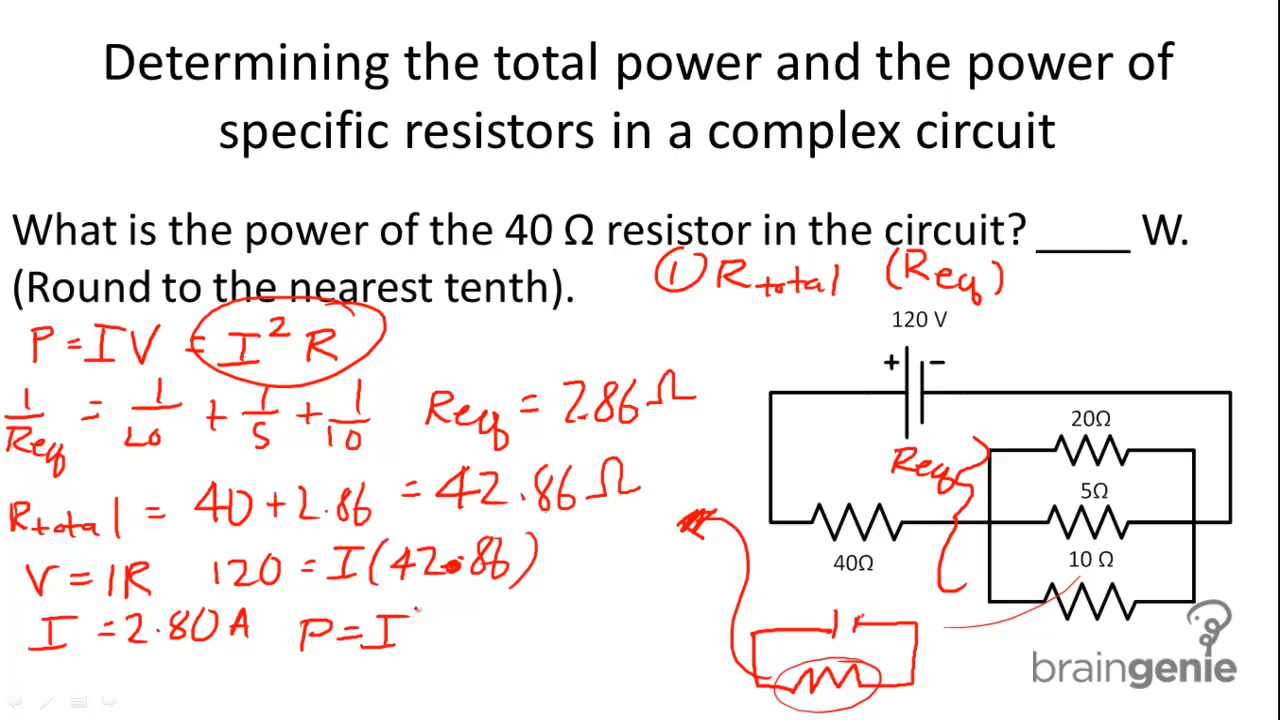 Determining the total power and the power of
specific resistors in a complex circuit
What is the power of the 40 Ω resistor in the circuit? ____ W.
(Round to the nearest tenth).
① Rtotal (Req)
P = IV = I² R
1/Req = 1/20 + 1/5 + 1/10
Req = 2.86 Ω
Rtotal = 40 + 2.86 = 42.86 Ω
V = IR 120 = I(42.86)
I = 2.80 A P = I
120 V
+ −
20Ω
Req
5Ω
40Ω
10 Ω
braingenie